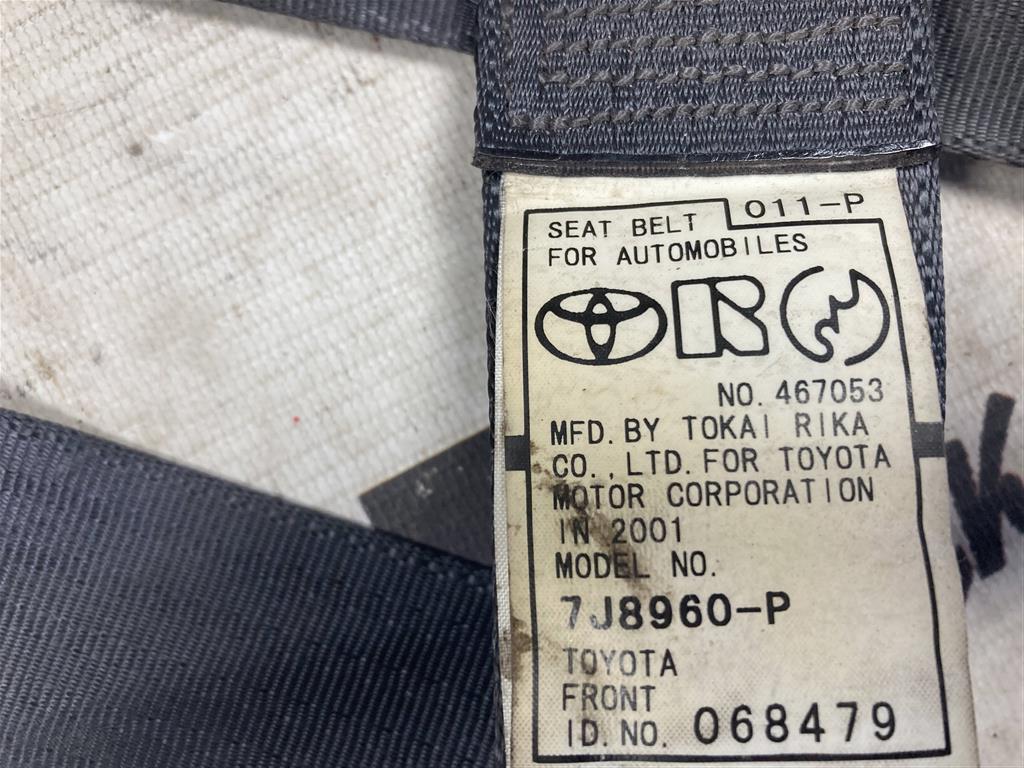 SEAT BELT 011-P
FOR AUTOMOBILES
NO. 467053
MFD. BY TOKAI RIKA
CO., LTD. FOR TOYOTA
MOTOR CORPORATION
IN 2001
MODEL NO.
7J8960-P
TOYOTA
FRONT
ID. NO. 068479